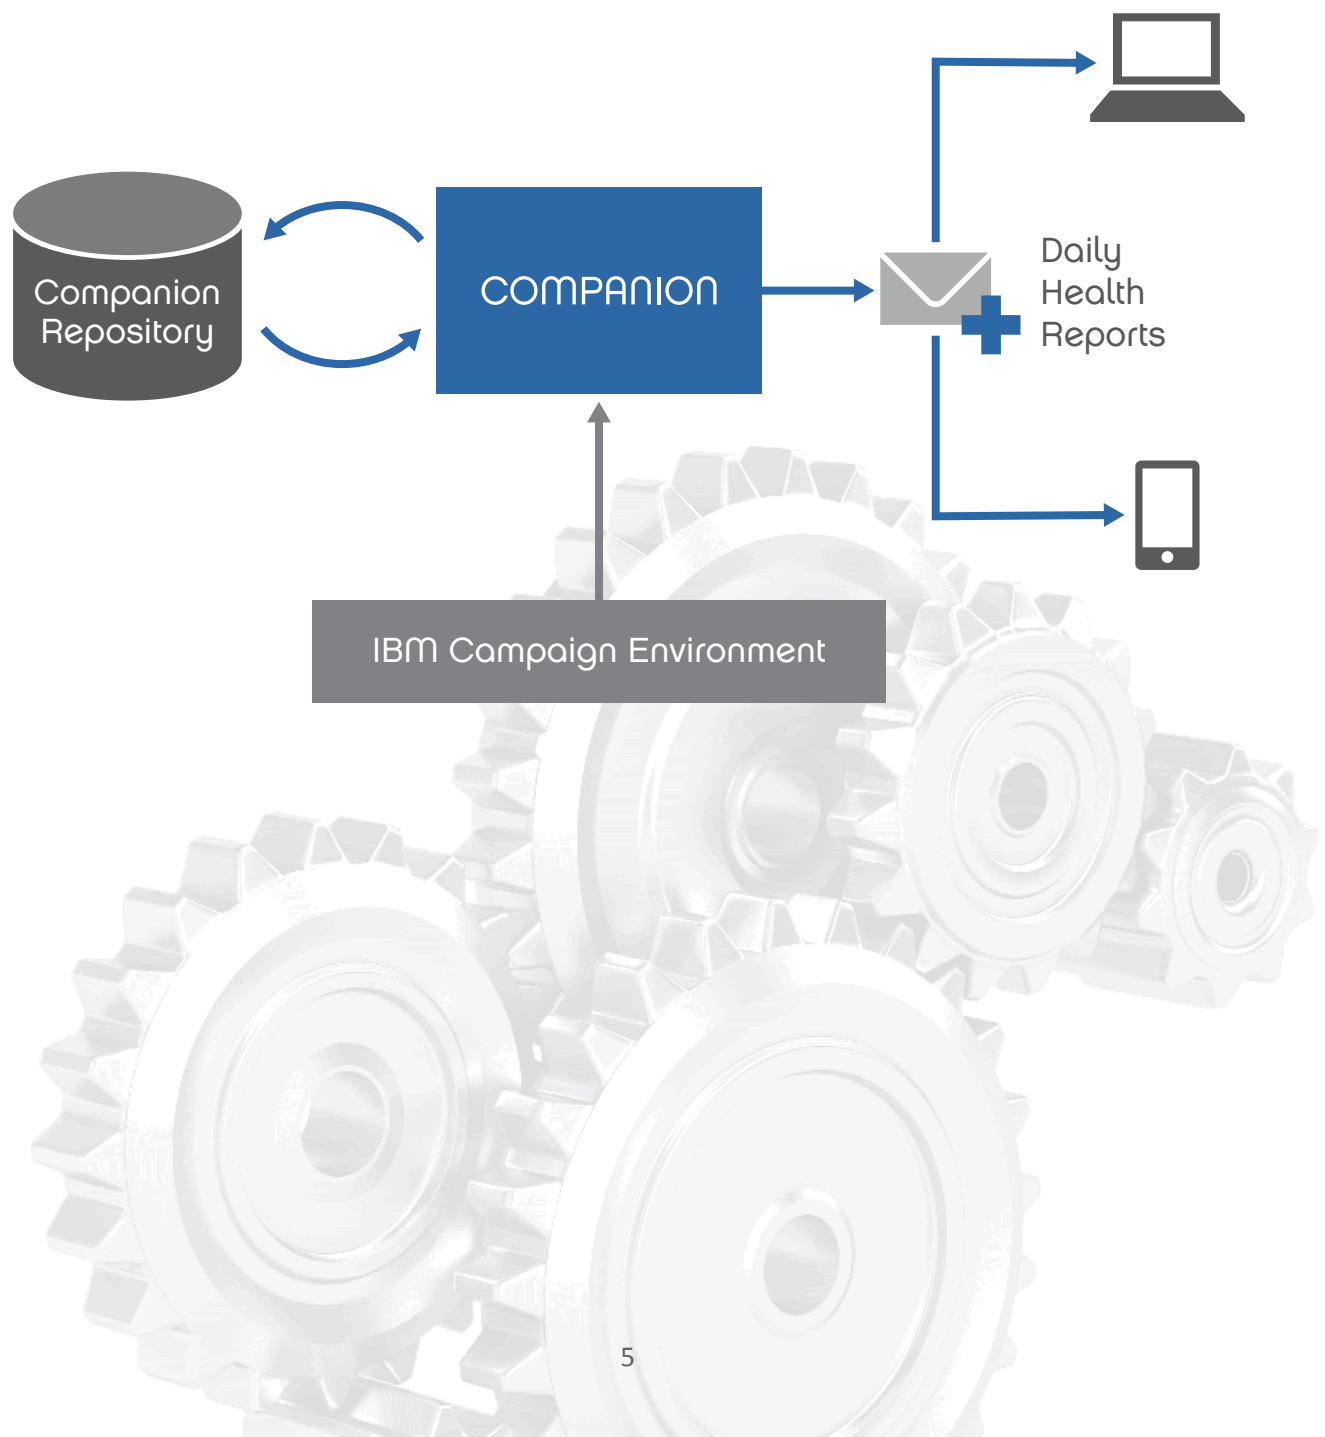 Companion
Repository
COMPANION
Daily
Health
Reports
IBM Campaign Environment
5